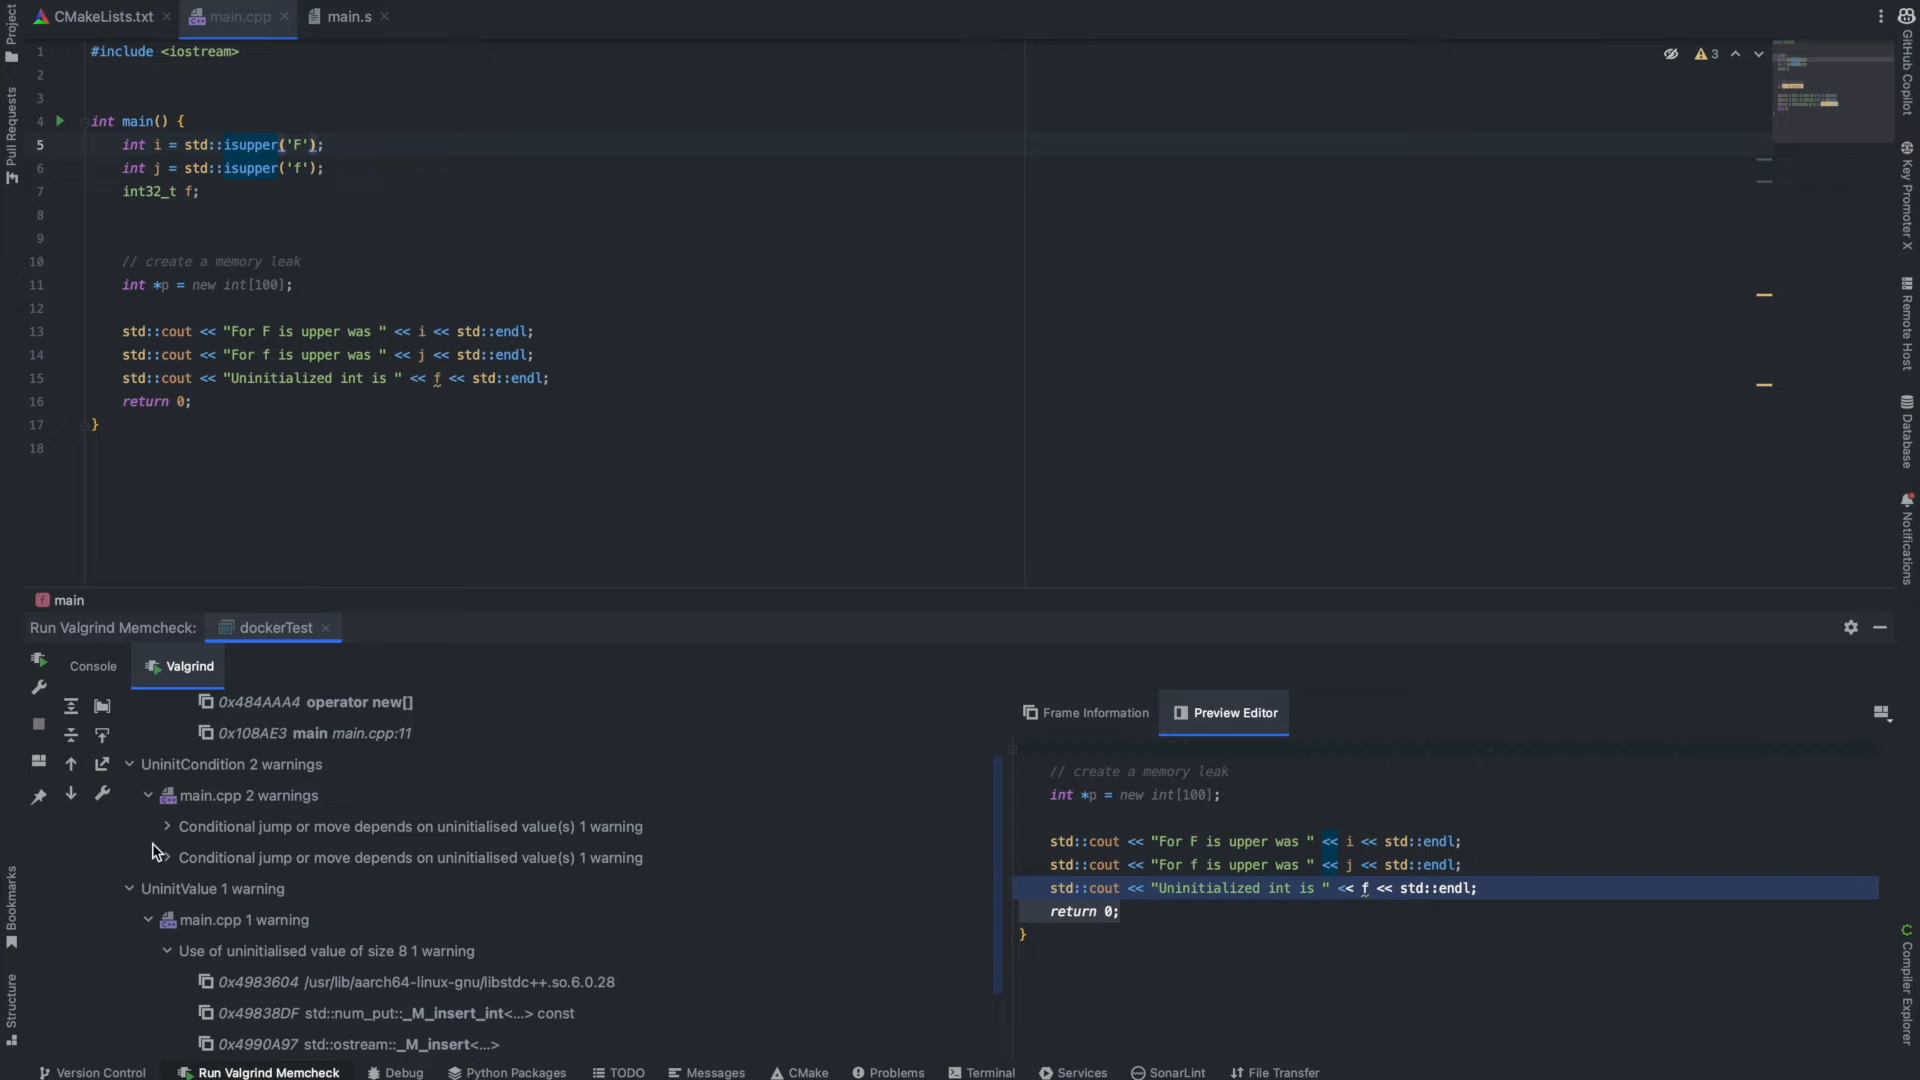 CMakeLists.txt
main.cpp
main.s
Project
Pull Requests
Bookmarks
Structure
1 #include <iostream>
2
3
4 int main() {
5 int i = std::isupper('F');
6 int j = std::isupper('f');
7 int32_t f;
8
9
10 // create a memory leak
11 int *p = new int[100];
12
13 std::cout << "For F is upper was " << i << std::endl;
14 std::cout << "For f is upper was " << j << std::endl;
15 std::cout << "Uninitialized int is " << f << std::endl;
16 return 0;
17 }
18
3
GitHub Copilot
Key Promoter X
Remote Host
Database
Notifications
Compiler Explorer
f main
Run Valgrind Memcheck: dockerTest
Console
Valgrind
0x484AAA4 operator new[]
0x108AE3 main main.cpp:11
UninitCondition 2 warnings
main.cpp 2 warnings
Conditional jump or move depends on uninitialised value(s) 1 warning
Conditional jump or move depends on uninitialised value(s) 1 warning
UninitValue 1 warning
main.cpp 1 warning
Use of uninitialised value of size 8 1 warning
0x4983604 /usr/lib/aarch64-linux-gnu/libstdc++.so.6.0.28
0x49838DF std::num_put::_M_insert_int<...> const
0x4990A97 std::ostream::_M_insert<...>
Frame Information
Preview Editor
// create a memory leak
int *p = new int[100];
std::cout << "For F is upper was " << i << std::endl;
std::cout << "For f is upper was " << j << std::endl;
std::cout << "Uninitialized int is " << f << std::endl;
return 0;
}
Version Control
Run Valgrind Memcheck
Debug
Python Packages
TODO
Messages
CMake
Problems
Terminal
Services
SonarLint
File Transfer